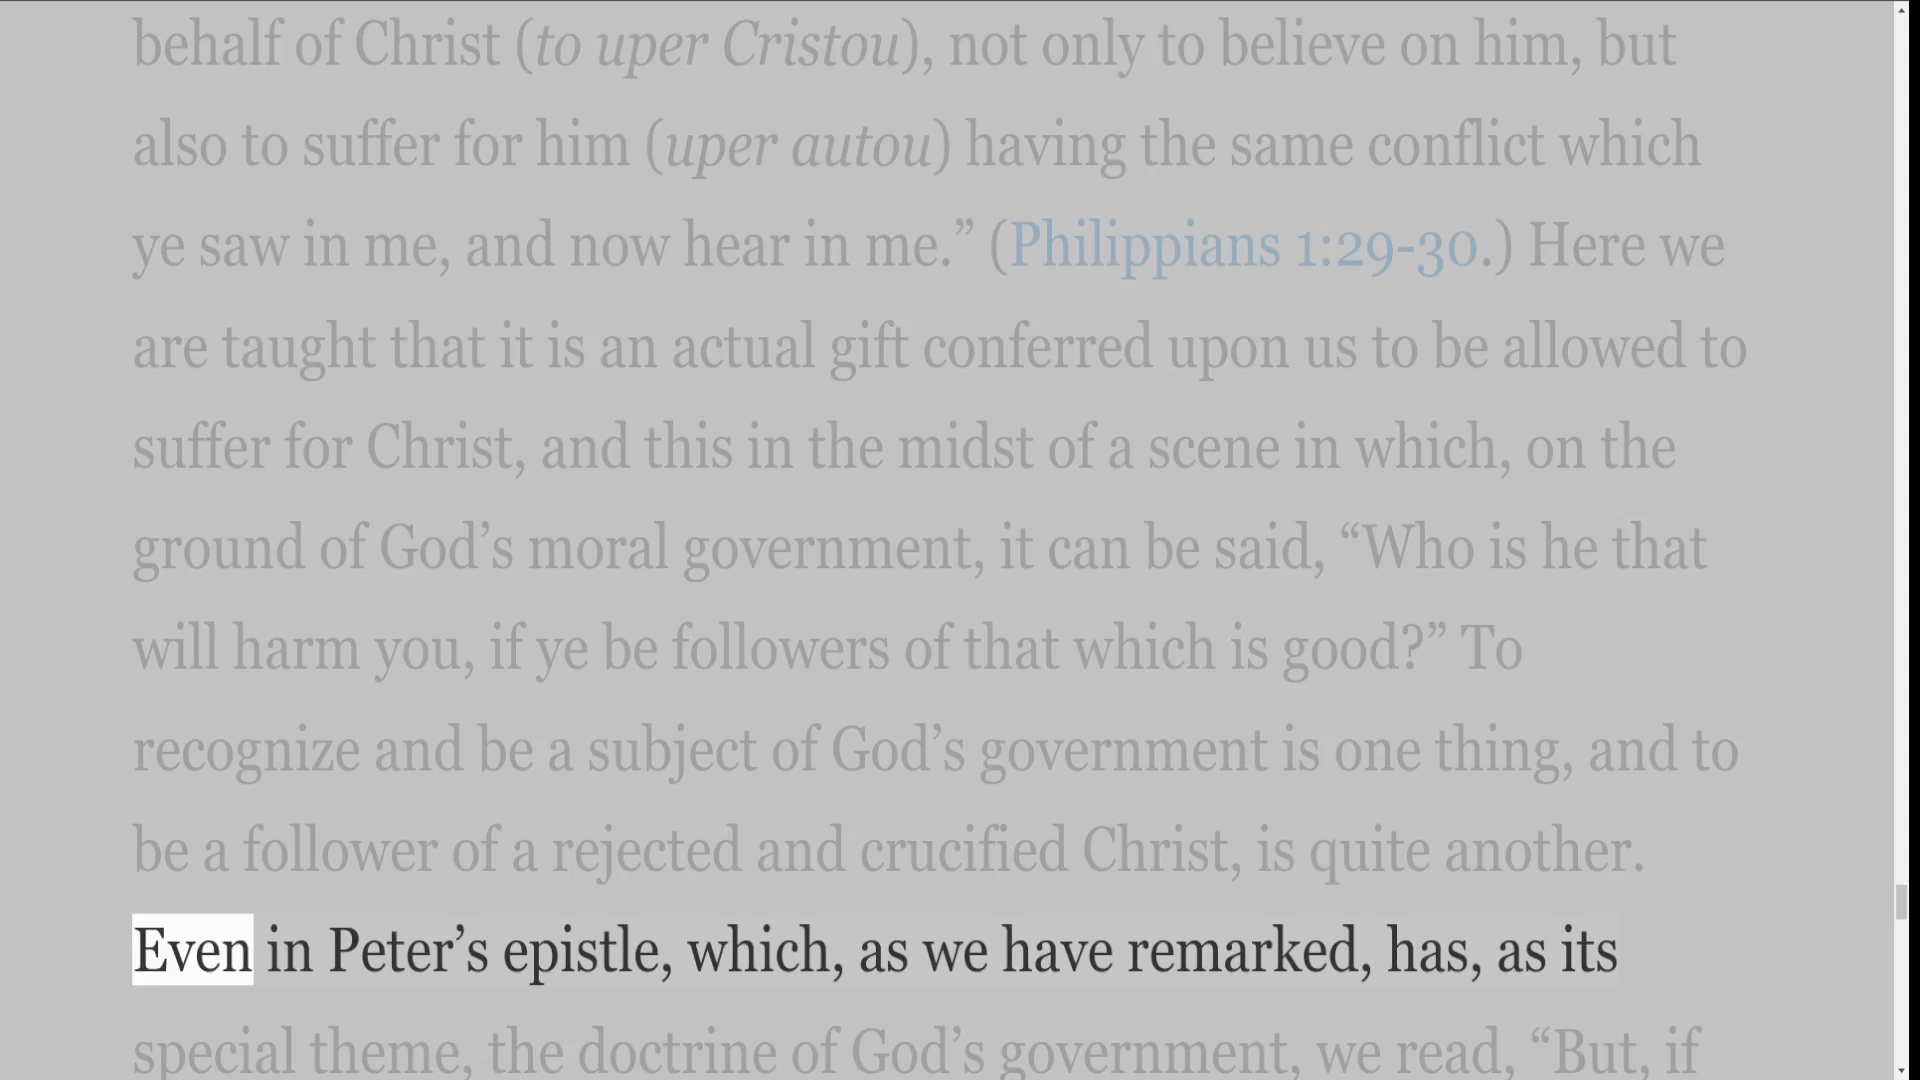 behalf of Christ (to uper Cristou), not only to believe on him, but
also to suffer for him (uper autou) having the same conflict which
ye saw in me, and now hear in me.” (Philippians 1:29-30.) Here we
are taught that it is an actual gift conferred upon us to be allowed to
suffer for Christ, and this in the midst of a scene in which, on the
ground of God’s moral government, it can be said, “Who is he that
will harm you, if ye be followers of that which is good?” To
recognize and be a subject of God’s government is one thing, and to
be a follower of a rejected and crucified Christ, is quite another.
Even in Peter’s epistle, which, as we have remarked, has, as its
special theme, the doctrine of God’s government, we read, “But, if